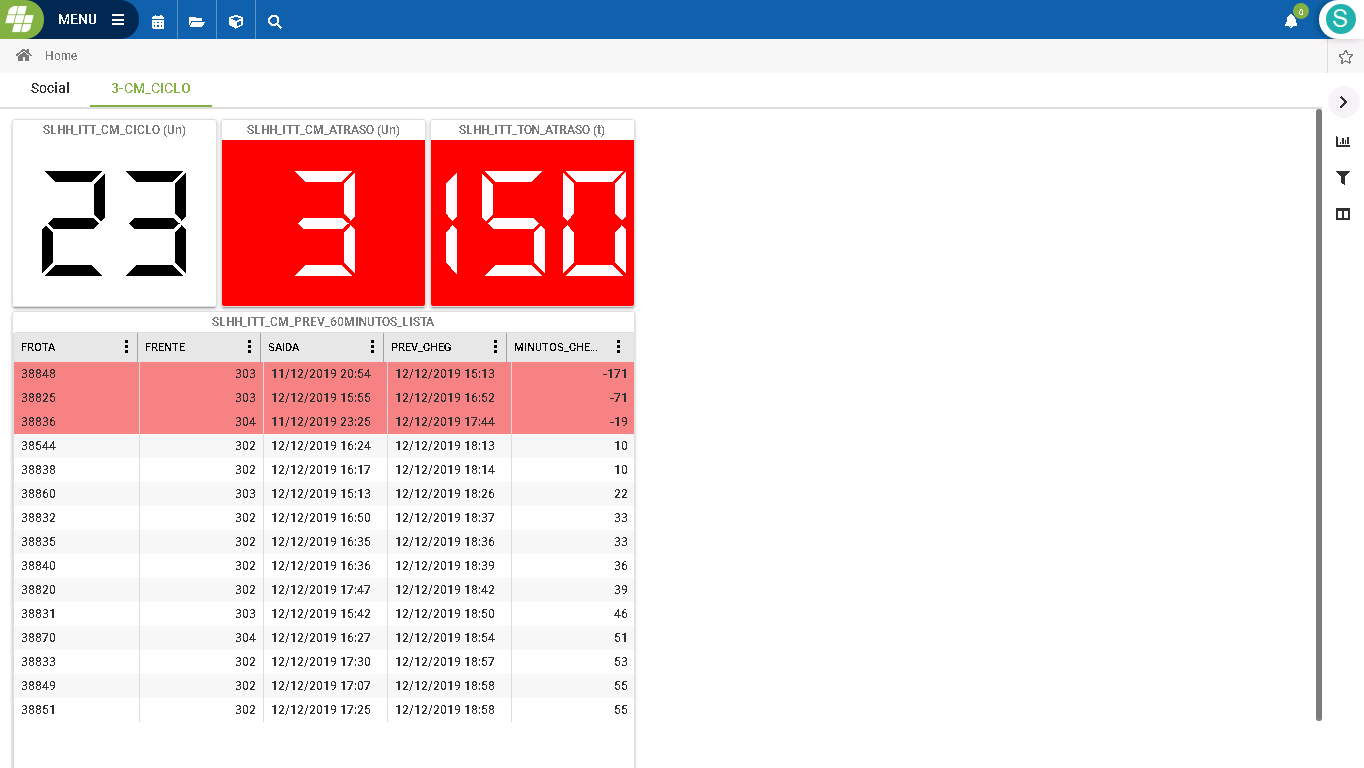 MENU
0
S
Home
Social 3-CM_CICLO
SLHH_ITT_CM_CICLO (Un) SLHH_ITT_CM_ATRASO (Un) SLHH_ITT_TON_ATRASO (t)
23 3 150
SLHH_ITT_CM_PREV_60MINUTOS_LISTA
FROTA FRENTE SAIDA PREV_CHEG MINUTOS_CHE...
38848 303 11/12/2019 20:54 12/12/2019 15:13 -171
38825 303 12/12/2019 15:55 12/12/2019 16:52 -71
38836 304 11/12/2019 23:25 12/12/2019 17:44 -19
38544 302 12/12/2019 16:24 12/12/2019 18:13 10
38838 302 12/12/2019 16:17 12/12/2019 18:14 10
38860 303 12/12/2019 15:13 12/12/2019 18:26 22
38832 302 12/12/2019 16:50 12/12/2019 18:37 33
38835 302 12/12/2019 16:35 12/12/2019 18:36 33
38840 302 12/12/2019 16:36 12/12/2019 18:39 36
38820 302 12/12/2019 17:47 12/12/2019 18:42 39
38831 303 12/12/2019 15:42 12/12/2019 18:50 46
38870 304 12/12/2019 16:27 12/12/2019 18:54 51
38833 302 12/12/2019 17:30 12/12/2019 18:57 53
38849 302 12/12/2019 17:07 12/12/2019 18:58 55
38851 302 12/12/2019 17:25 12/12/2019 18:58 55